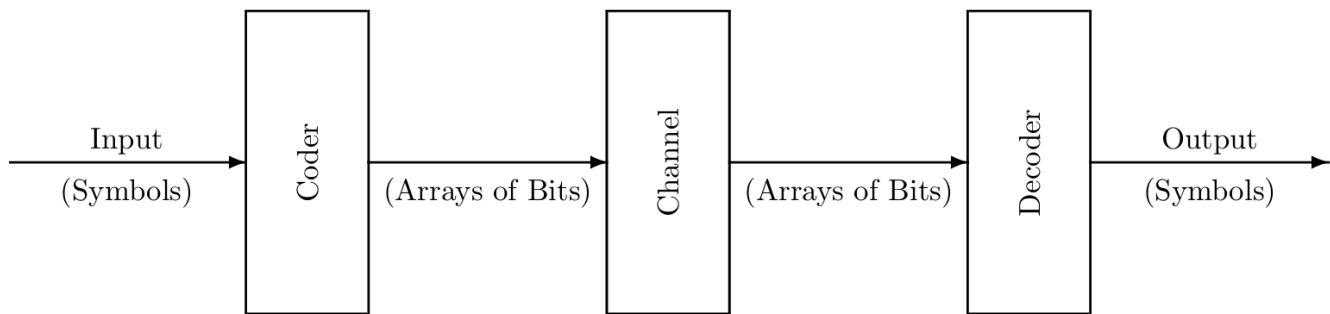 Input
(Symbols)
Coder
(Arrays of Bits)
Channel
(Arrays of Bits)
Decoder
Output
(Symbols)